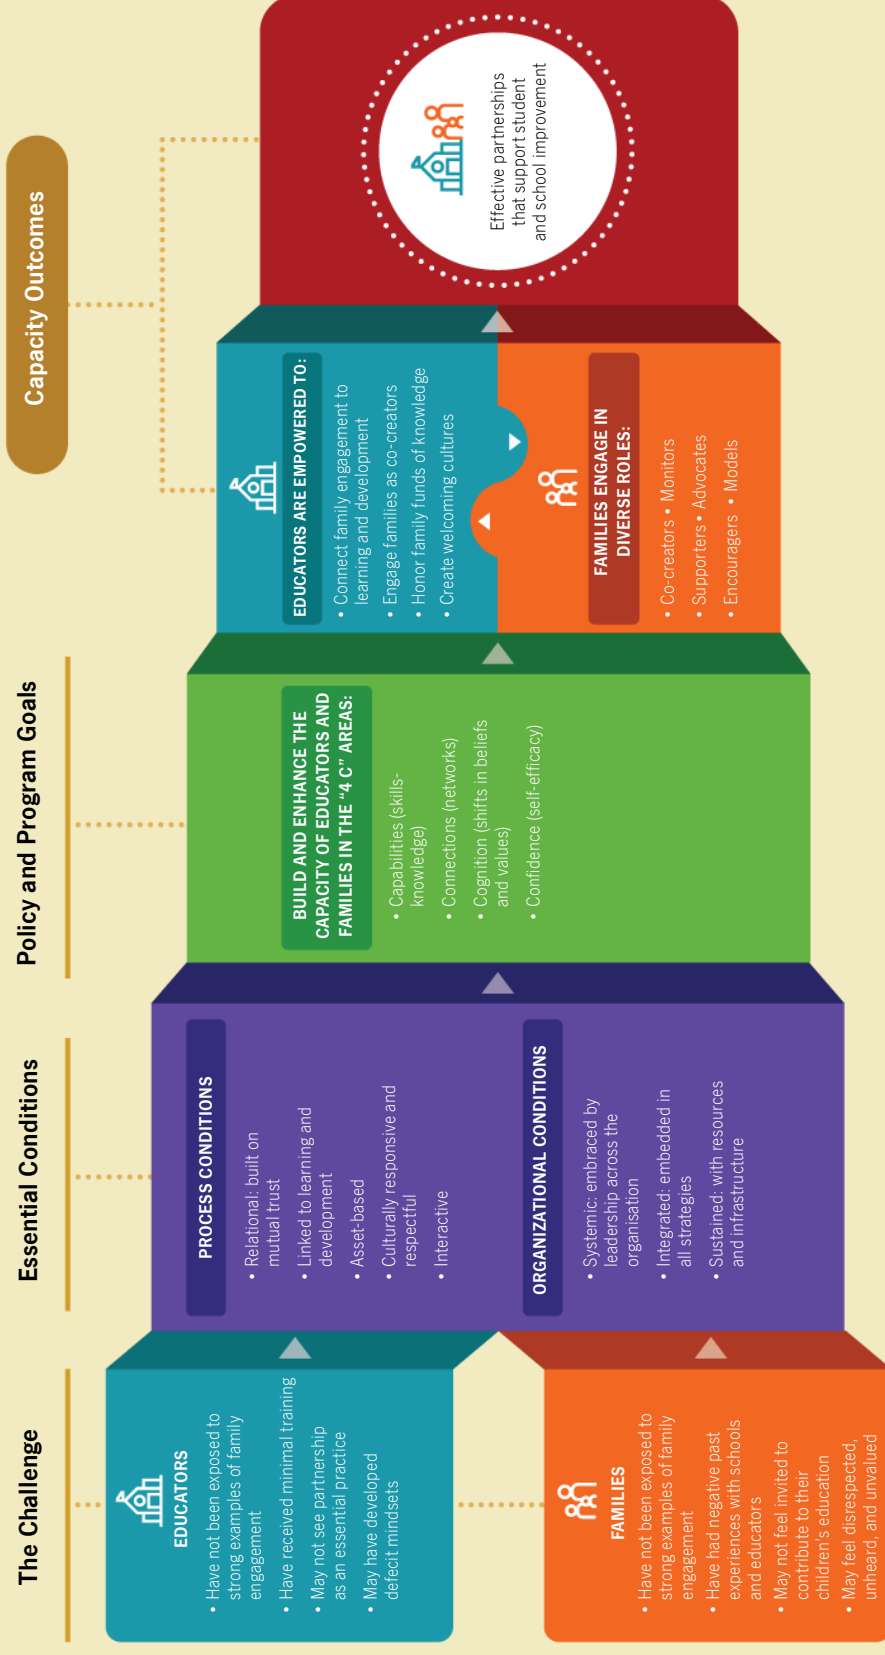 The Challenge
EDUCATORS
• Have not been exposed to
strong examples of family
engagement
• Have received minimal training
• May not see partnership
as an essential practice
• May have developed
defecit mindsets
FAMILIES
• Have not been exposed to
strong examples of family
engagement
• Have had negative past
experiences with schools
and educators
• May not feel invited to
contribute to their
children's education
• May feel disrespected,
unheard, and unvalued
Essential Conditions
PROCESS CONDITIONS
• Relational: built on
mutual trust
• Linked to learning and
development
• Asset-based
• Culturally responsive and
respectful
• Interactive
ORGANIZATIONAL CONDITIONS
• Systemic: embraced by
leadership across the
organisation
• Integrated: embedded in
all strategies
• Sustained: with resources
and infrastructure
Policy and Program Goals
BUILD AND ENHANCE THE
CAPACITY OF EDUCATORS AND
FAMILIES IN THE “4 C” AREAS:
• Capabilities (skills-
knowledge)
• Connections (networks)
• Cognition (shifts in beliefs
and values)
• Confidence (self-efficacy)
Capacity Outcomes
EDUCATORS ARE EMPOWERED TO:
• Connect family engagement to
learning and development
• Engage families as co-creators
• Honor family funds of knowledge
• Create welcoming cultures
FAMILIES ENGAGE IN
DIVERSE ROLES:
• Co-creators • Monitors
• Supporters • Advocates
• Encouragers • Models
Effective partnerships
that support student
and school improvement